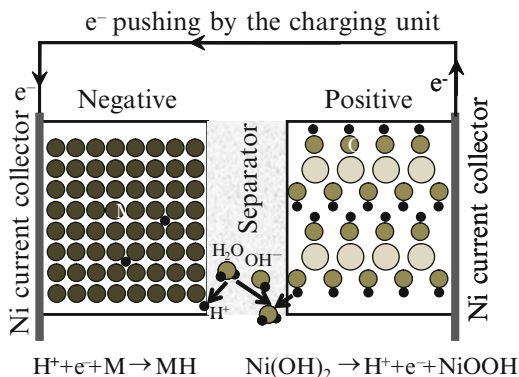 e⁻ pushing by the charging unit
e⁻
e⁻
Negative
Positive
Ni current collector
Separator
Ni current collector
M
O
H₂O
OH⁻
H⁺
H⁺+e⁻+M→MH
Ni(OH)₂→H⁺+e⁻+NiOOH